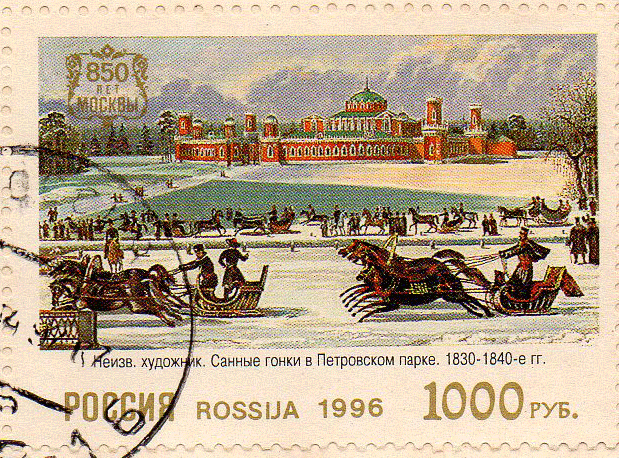 850
ЛЕТ
МОСКВЫ
Неизв. художник. Санные гонки в Петровском парке. 1830-1840-е гг.
РОССИЯ ROSSIJA 1996 1000 РУБ.